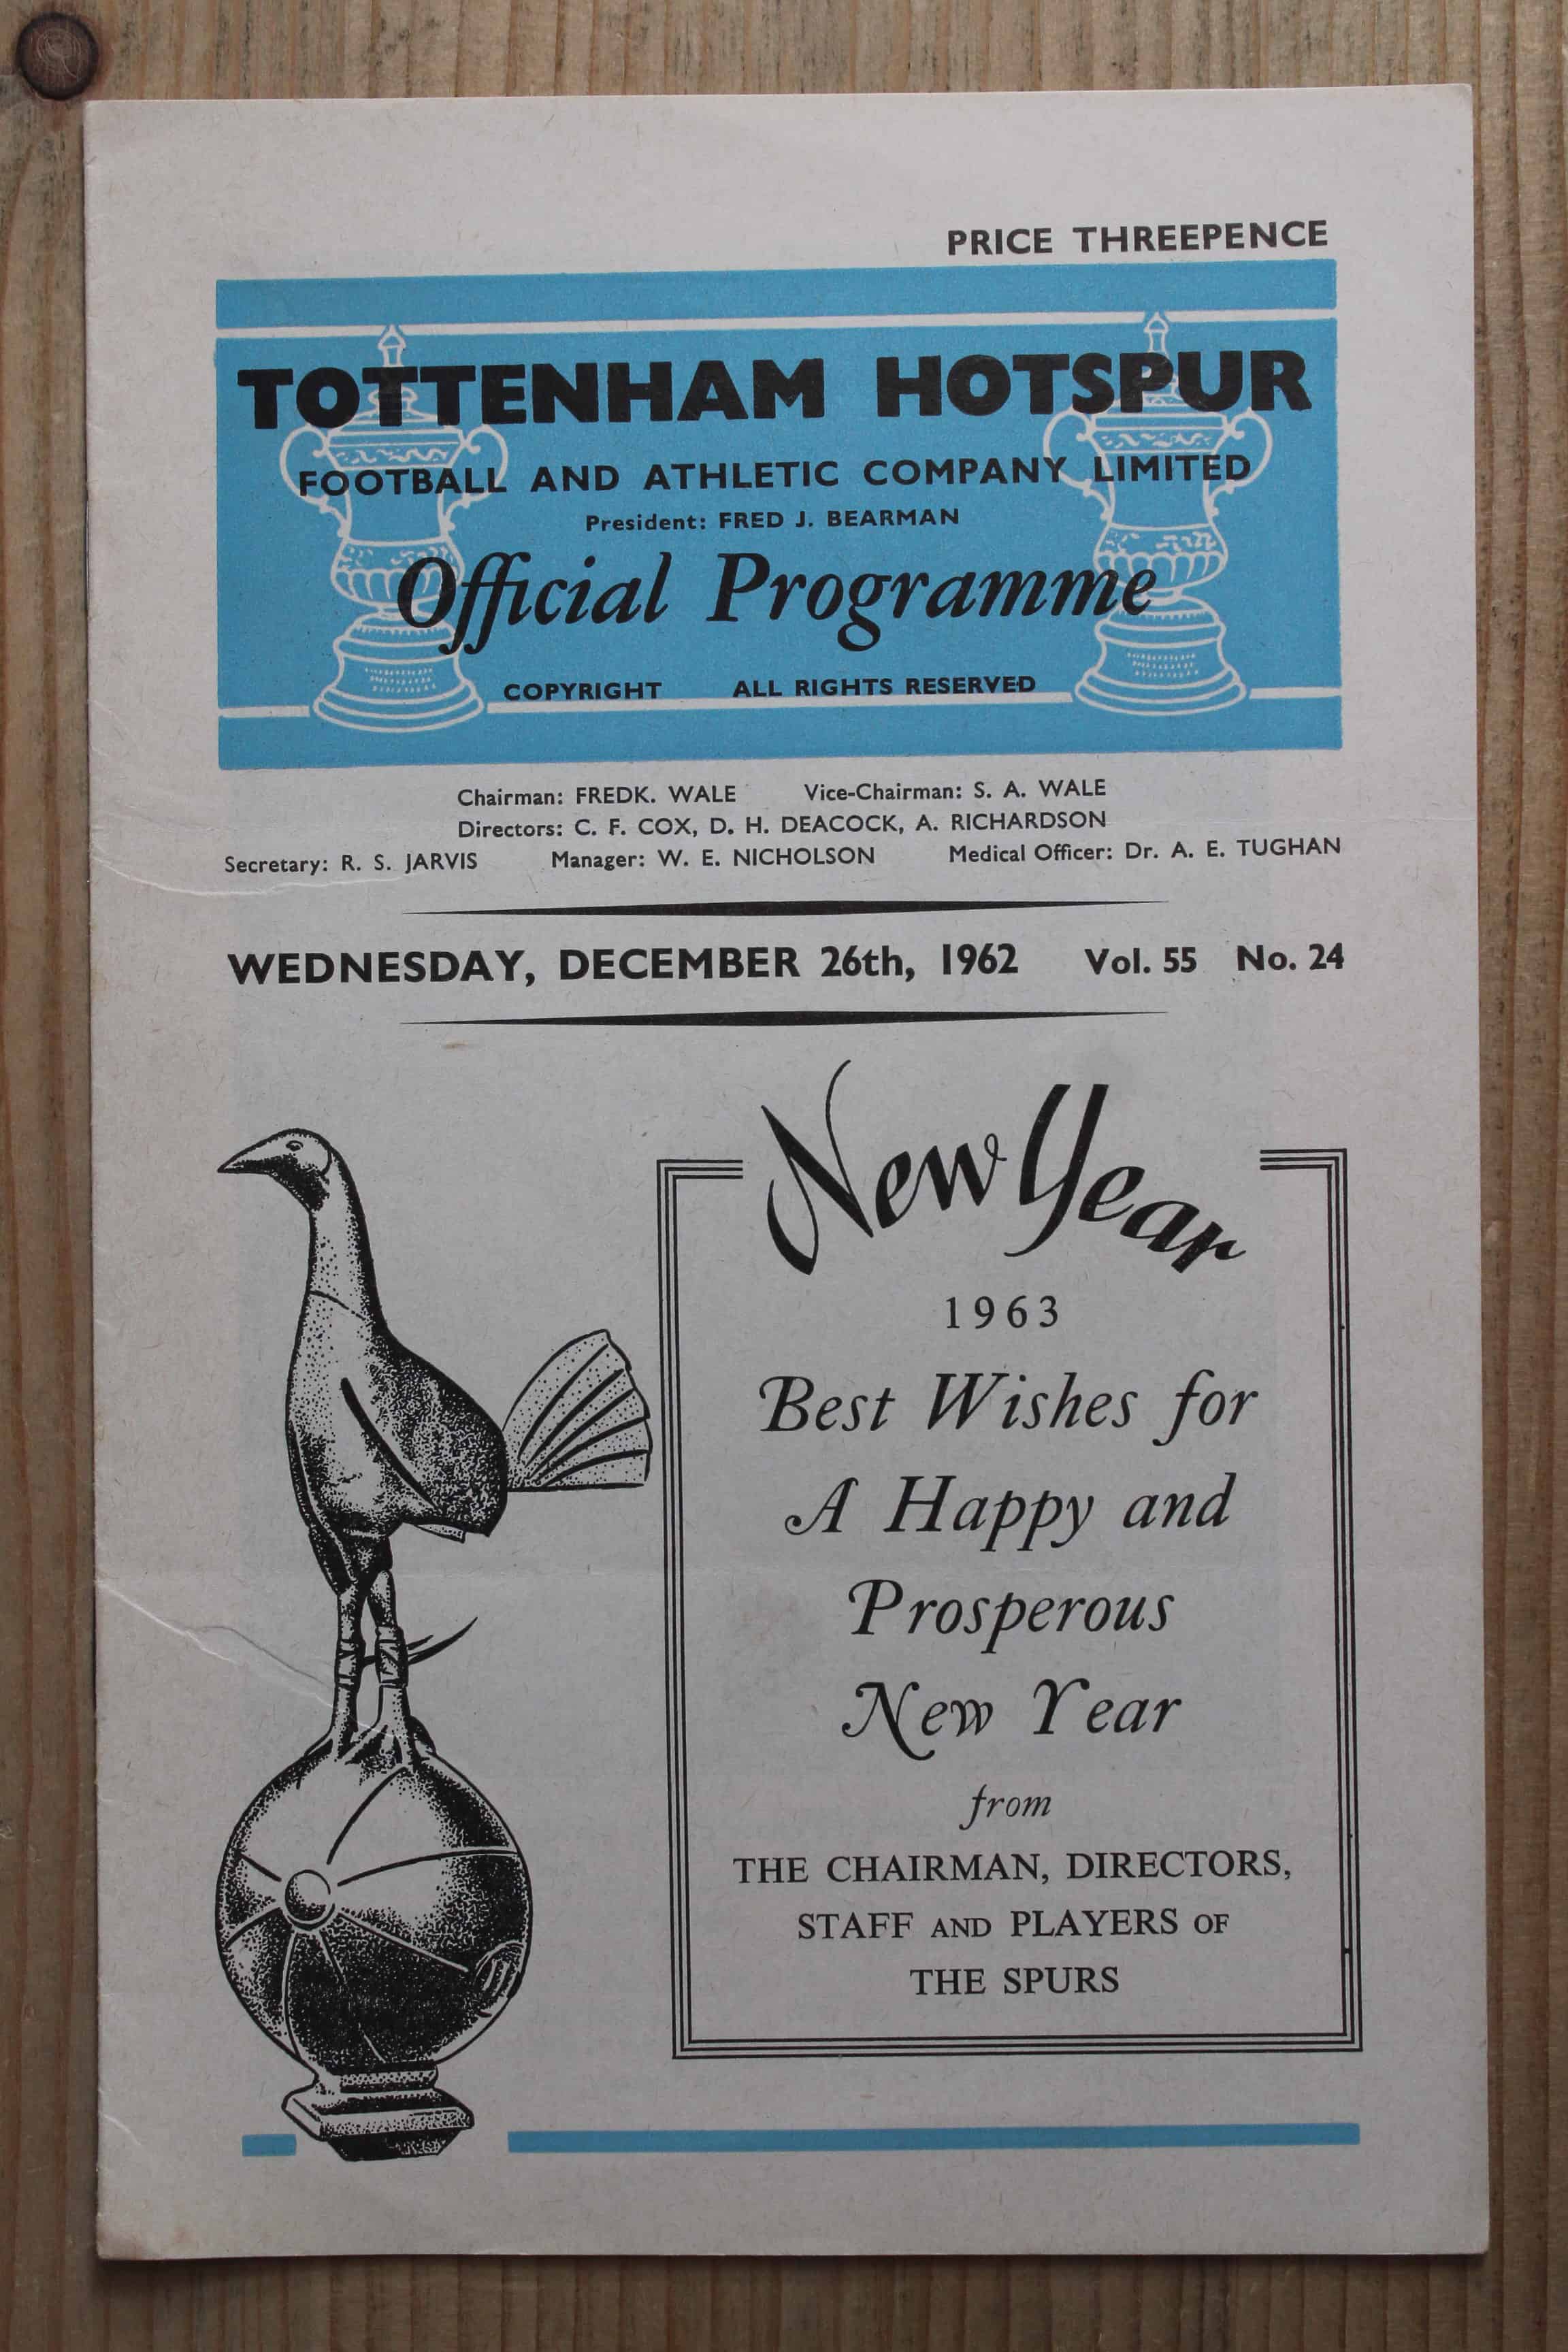 PRICE THREEPENCE
TOTTENHAM HOTSPUR
FOOTBALL AND ATHLETIC COMPANY LIMITED
President: FRED J. BEARMAN
Official Programme
COPYRIGHT ALL RIGHTS RESERVED
Chairman: FREDK. WALE Vice-Chairman: S. A. WALE
Directors: C. F. COX, D. H. DEACOCK, A. RICHARDSON
Secretary: R. S. JARVIS Manager: W. E. NICHOLSON Medical Officer: Dr. A. E. TUGHAN
WEDNESDAY, DECEMBER 26th, 1962 Vol. 55 No. 24
New Year
1963
Best Wishes for
A Happy and
Prosperous
New Year
from
THE CHAIRMAN, DIRECTORS,
STAFF AND PLAYERS OF
THE SPURS